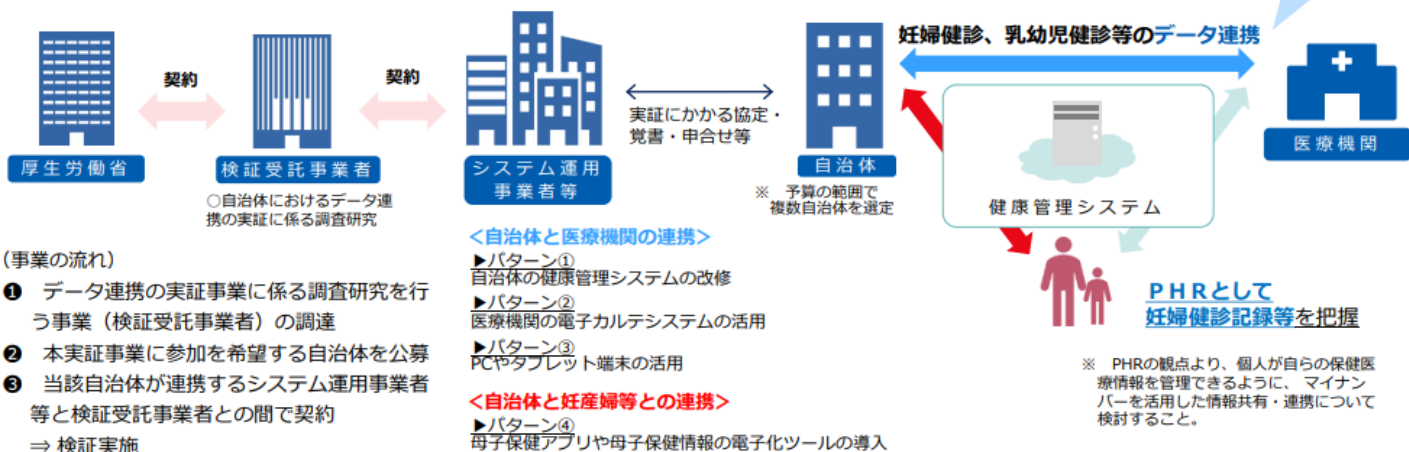 妊婦健診、乳幼児健診等のデータ連携
契約
契約
実証にかかる協定・
覚書・申合せ等
厚生労働省
検証受託事業者
システム運用
事業者等
自治体
医療機関
○自治体におけるデータ連
携の実証に係る調査研究
※　予算の範囲で
複数自治体を選定
健康管理システム
(事業の流れ)
❶　データ連携の実証事業に係る調査研究を行
う事業（検証受託事業者）の調達
❷　本実証事業に参加を希望する自治体を公募
❸　当該自治体が連携するシステム運用事業者
等と検証受託事業者との間で契約
⇒ 検証実施
＜自治体と医療機関の連携＞
▶パターン①
自治体の健康管理システムの改修
▶パターン②
医療機関の電子カルテシステムの活用
▶パターン③
PCやタブレット端末の活用
＜自治体と妊産婦等との連携＞
▶パターン④
母子保健アプリや母子保健情報の電子化ツールの導入
ＰＨＲとして
妊婦健診記録等を把握
※　PHRの観点より、個人が自らの保健医
療情報を管理できるように、 マイナン
バーを活用した情報共有・連携について
検討すること。